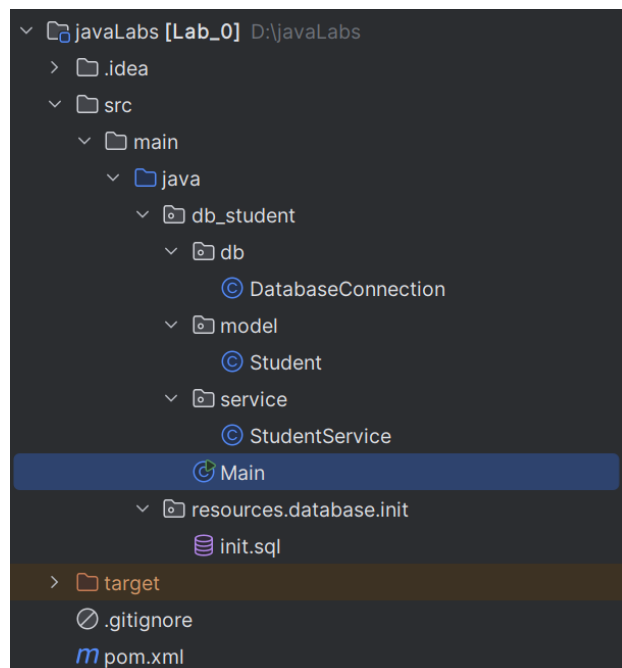 javaLabs [Lab_0] D:\javaLabs
.idea
src
main
java
db_student
db
C DatabaseConnection
model
C Student
service
C StudentService
C Main
resources.database.init
init.sql
target
.gitignore
m pom.xml